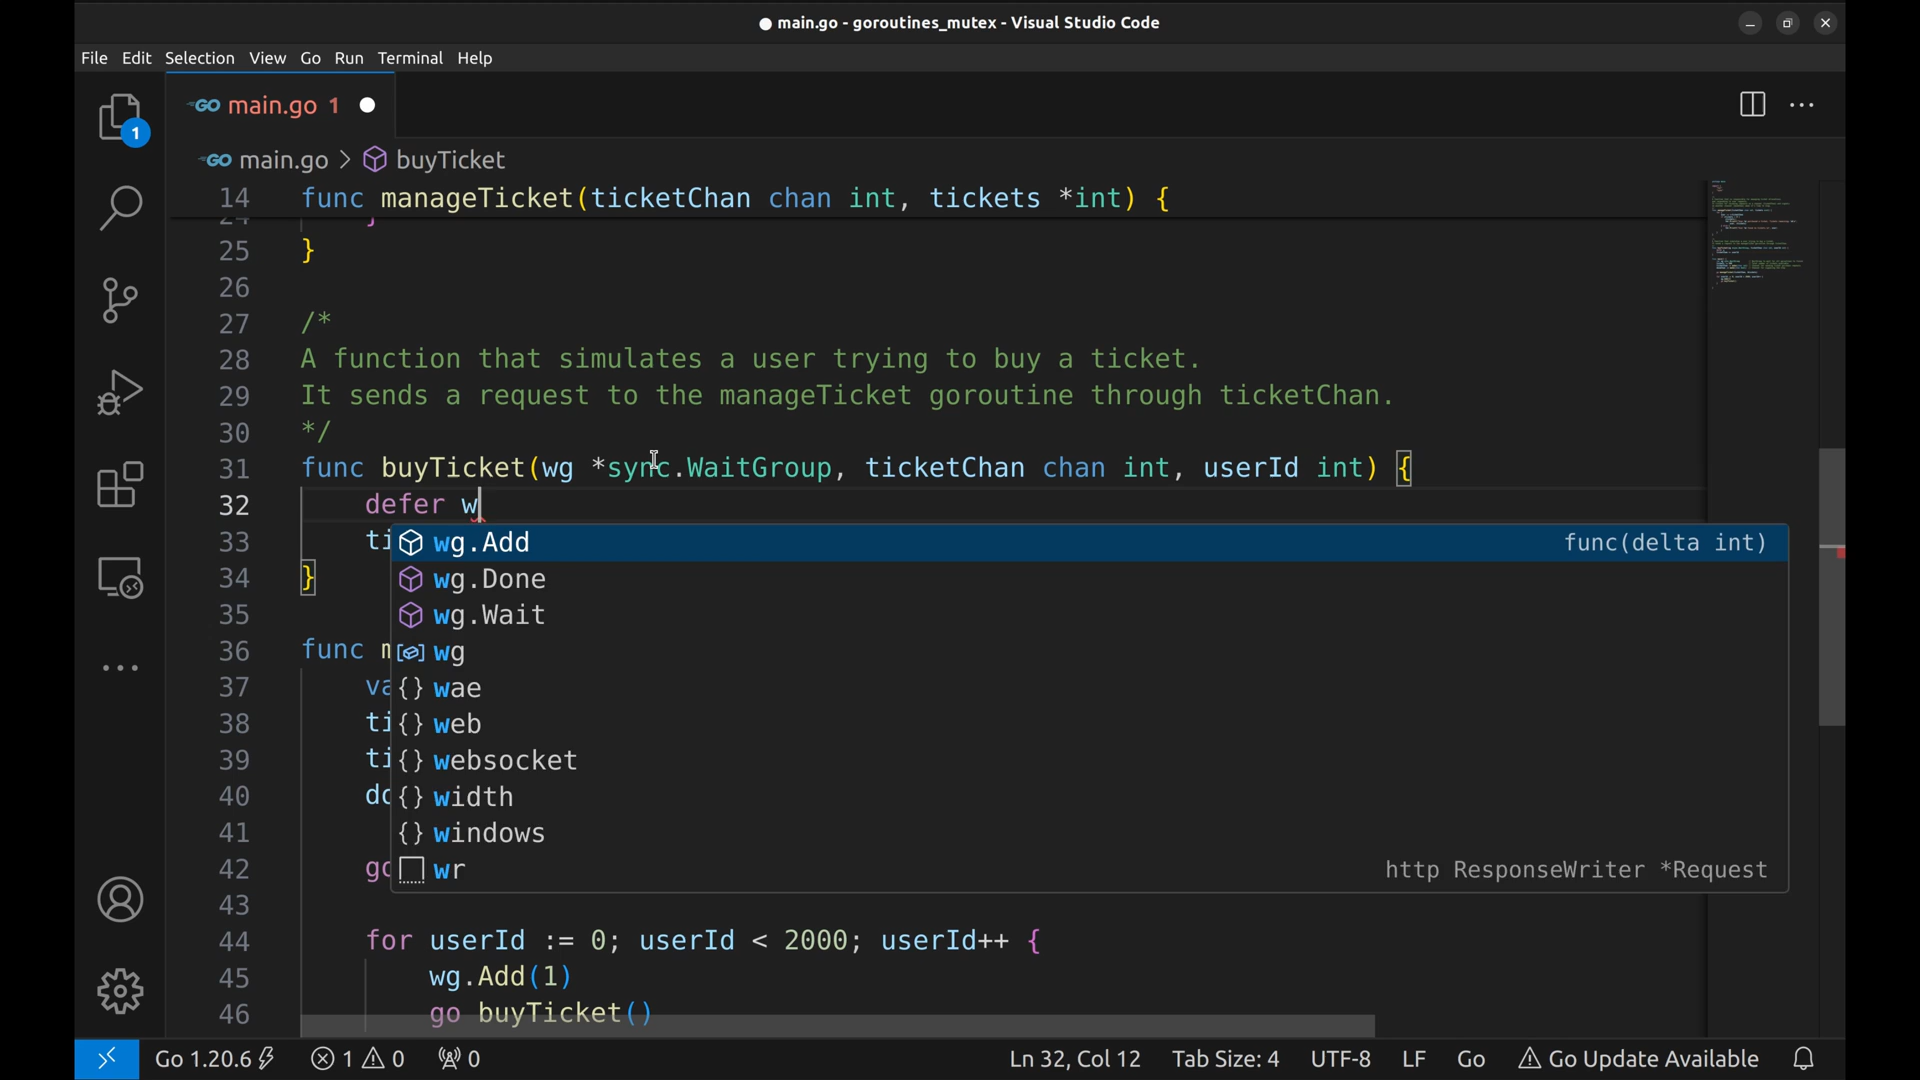 main.go - goroutines_mutex - Visual Studio Code
File Edit Selection View Go Run Terminal Help
GO main.go 1
1
GO main.go > buyTicket
14 func manageTicket(ticketChan chan int, tickets *int) {
24 }
25 }
26
27 /*
28 A function that simulates a user trying to buy a ticket.
29 It sends a request to the manageTicket goroutine through ticketChan.
30 */
31 func buyTicket(wg *sync.WaitGroup, ticketChan chan int, userId int) {
32 defer w
33 ti wg.Add func(delta int)
34 } wg.Done
35 wg.Wait
36 func m wg
37 va wae
38 ti web
39 ti websocket
40 do width
41 windows
42 go wr http ResponseWriter *Request
43
44 for userId := 0; userId < 2000; userId++ {
45 wg.Add(1)
46 go buyTicket()
Go 1.20.6 1 0 0 Ln 32, Col 12 Tab Size: 4 UTF-8 LF Go Go Update Available